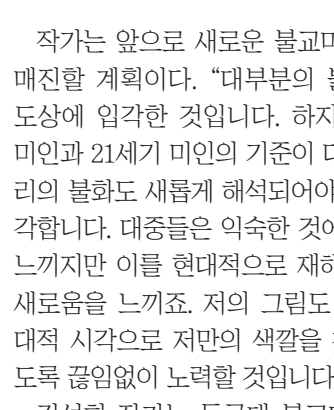 작가는 앞으로 새로운 불교미
매진할 계획이다. “대부분의
도상에 입각한 것입니다. 하지
미인과 21세기 미인의 기준이
리의 불화도 새롭게 해석되어야
각합니다. 대중들은 익숙한 것에
느끼지만 이를 현대적으로 재해
새로움을 느끼죠. 저의 그림도
대적 시각으로 저만의 색깔을
도록 끊임없이 노력할 것입니다